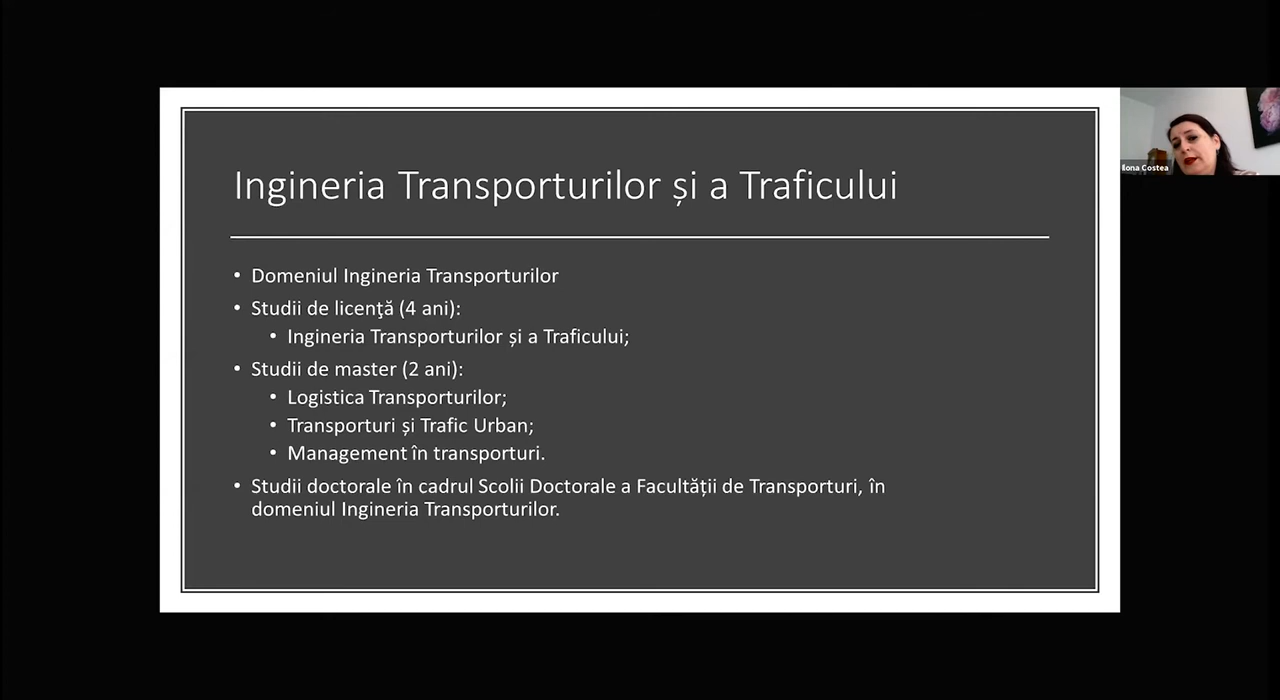 Ingineria Transporturilor și a Traficului
Ilona Costea
• Domeniul Ingineria Transporturilor
• Studii de licenţă (4 ani):
• Ingineria Transporturilor și a Traficului;
• Studii de master (2 ani):
• Logistica Transporturilor;
• Transporturi și Trafic Urban;
• Management în transporturi.
• Studii doctorale în cadrul Scolii Doctorale a Facultății de Transporturi, în
domeniul Ingineria Transporturilor.